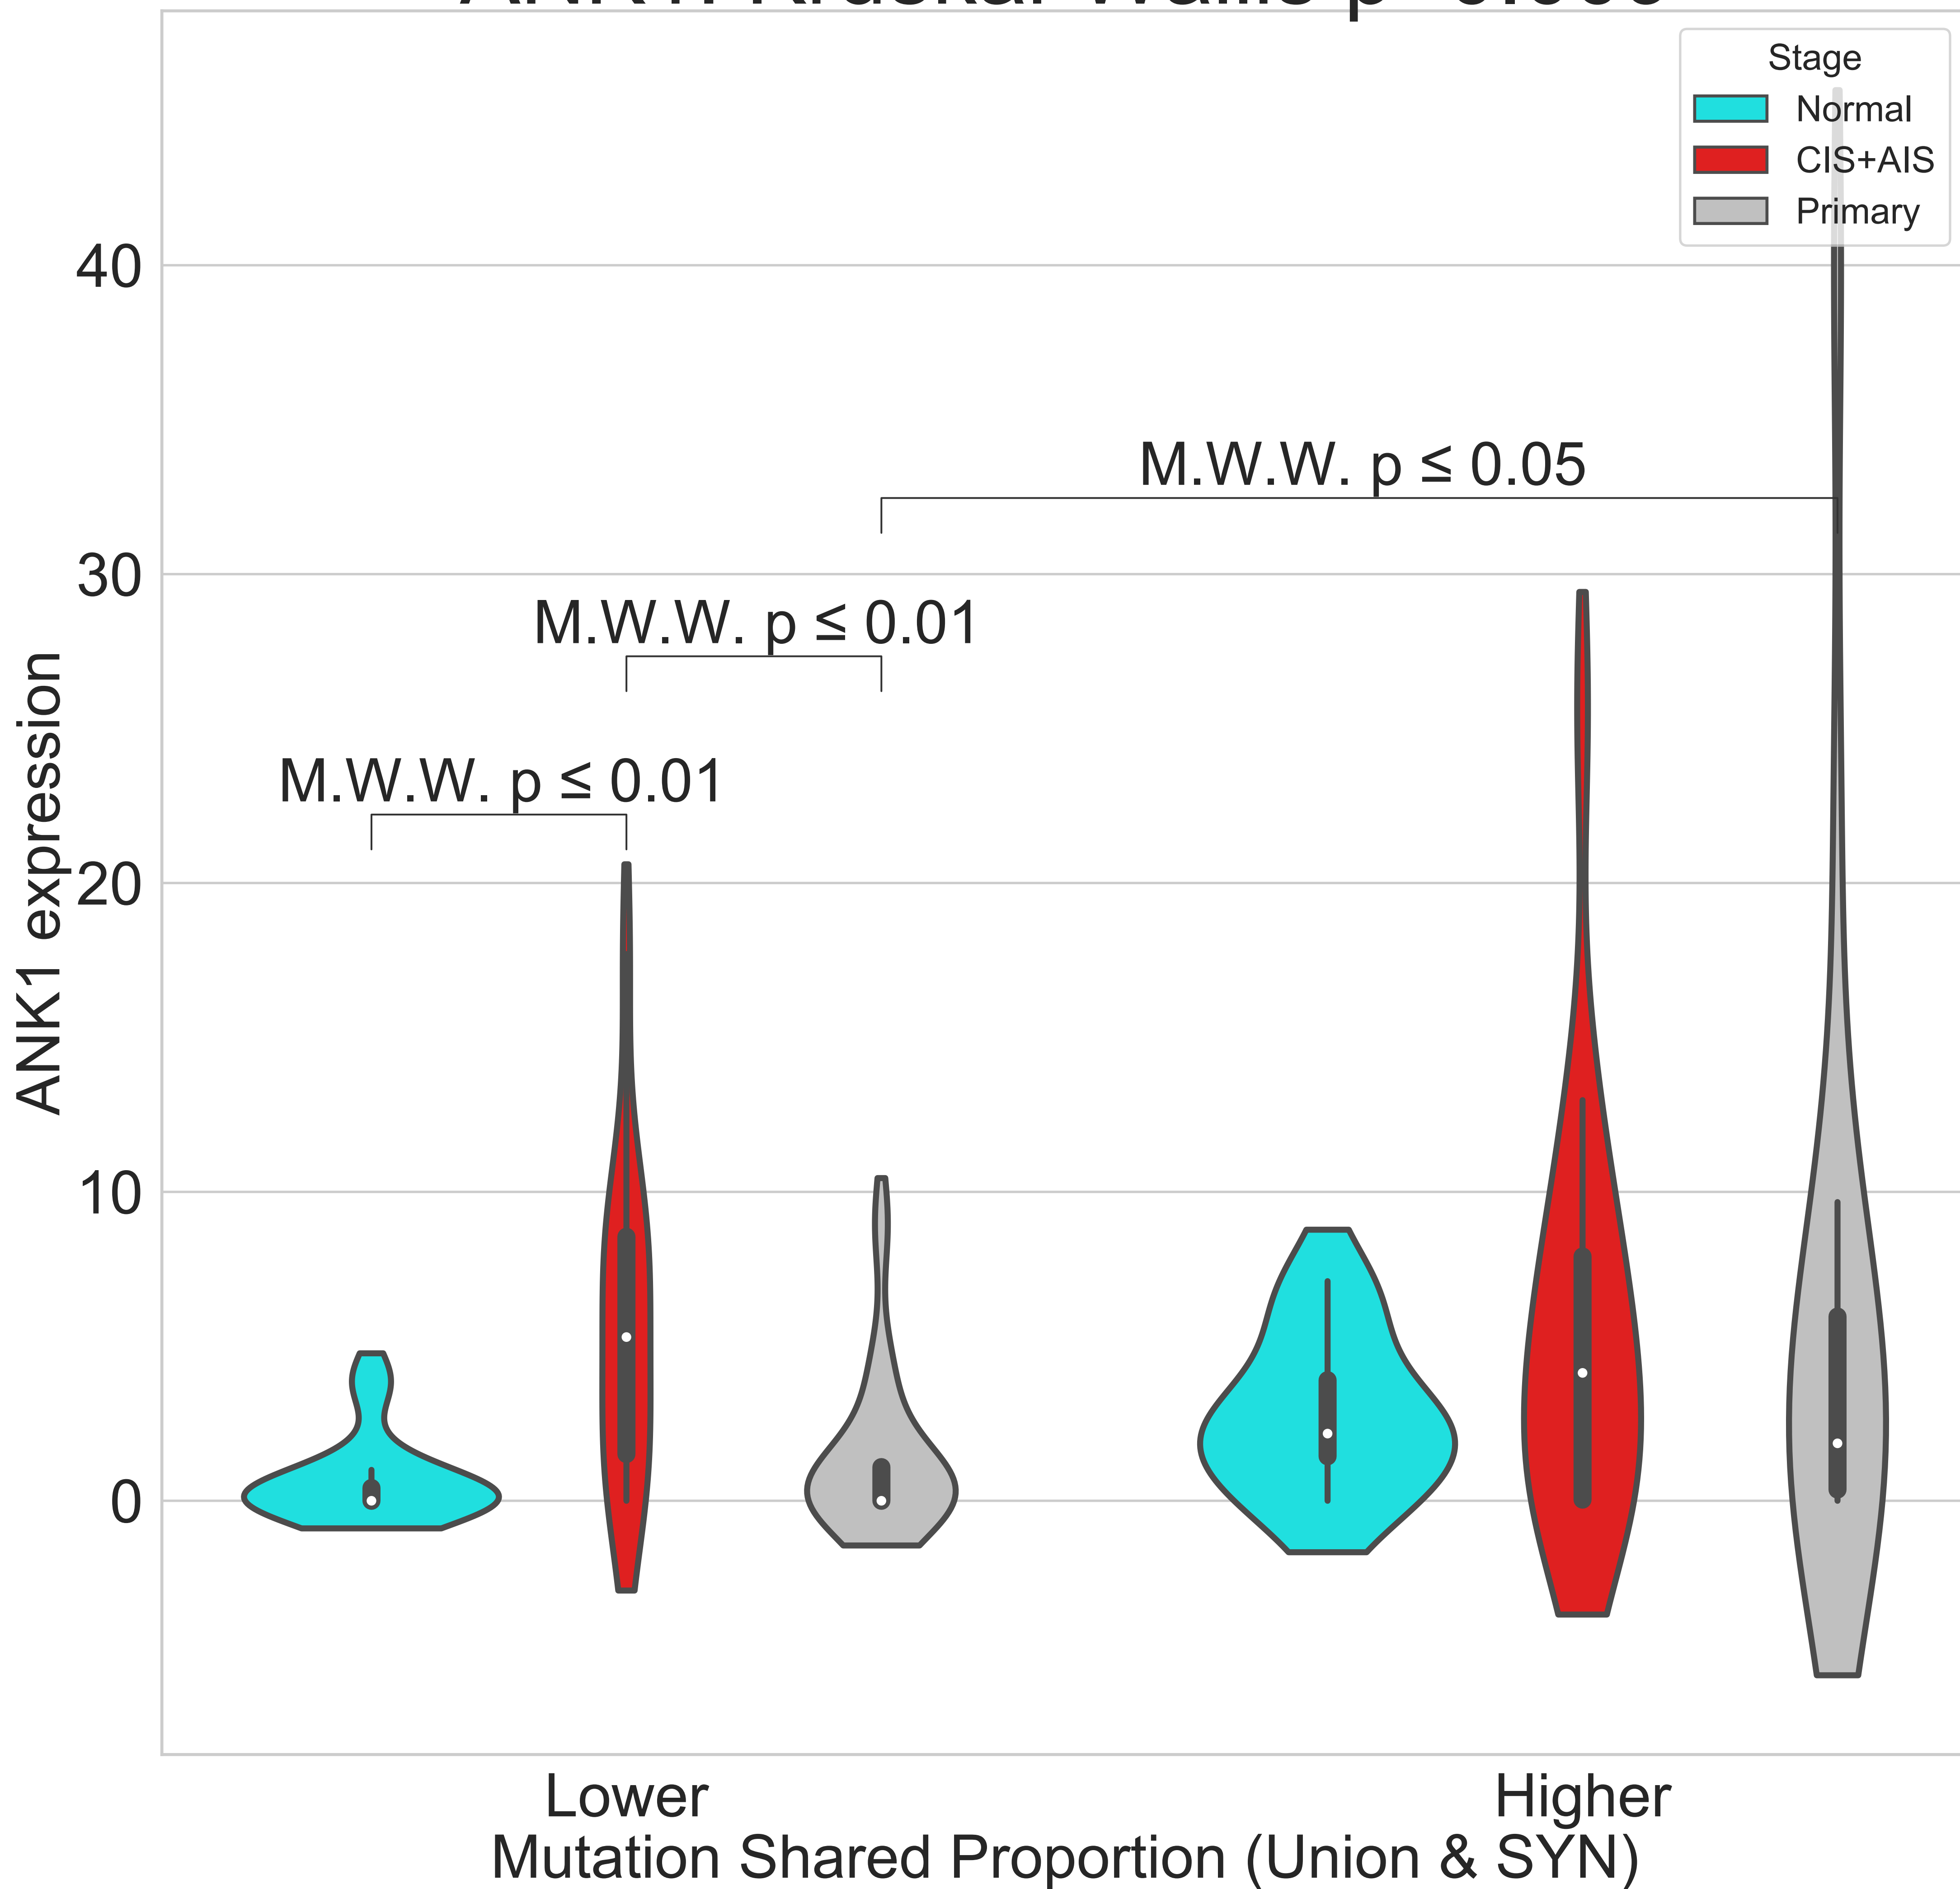 Stage
Normal
CIS+AIS
Primary
40
30
20
10
0
M.W.W. p ≤ 0.05
M.W.W. p ≤ 0.01
M.W.W. p ≤ 0.01
ANK1 expression
Lower
Higher
Mutation Shared Proportion (Union & SYN)